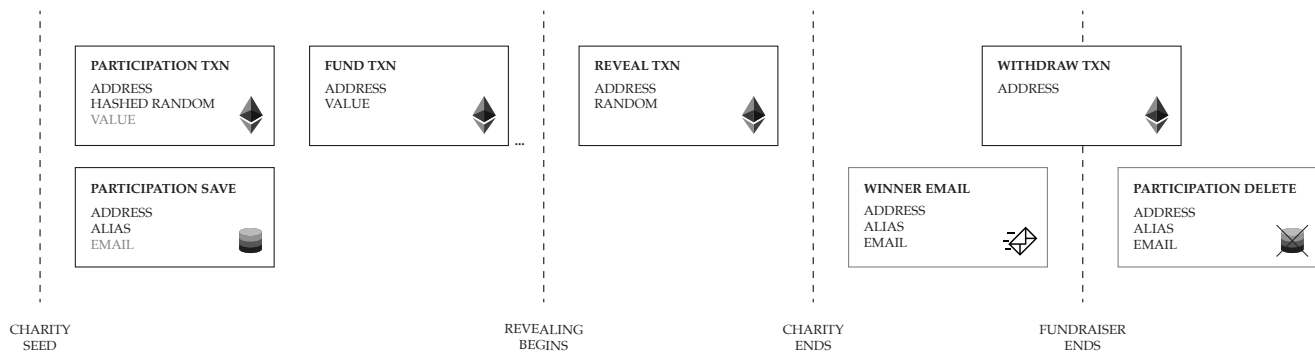 PARTICIPATION TXN
ADDRESS
HASHED RANDOM
VALUE
FUND TXN
ADDRESS
VALUE
...
REVEAL TXN
ADDRESS
RANDOM
WITHDRAW TXN
ADDRESS
PARTICIPATION SAVE
ADDRESS
ALIAS
EMAIL
WINNER EMAIL
ADDRESS
ALIAS
EMAIL
PARTICIPATION DELETE
ADDRESS
ALIAS
EMAIL
CHARITY
SEED
REVEALING
BEGINS
CHARITY
ENDS
FUNDRAISER
ENDS